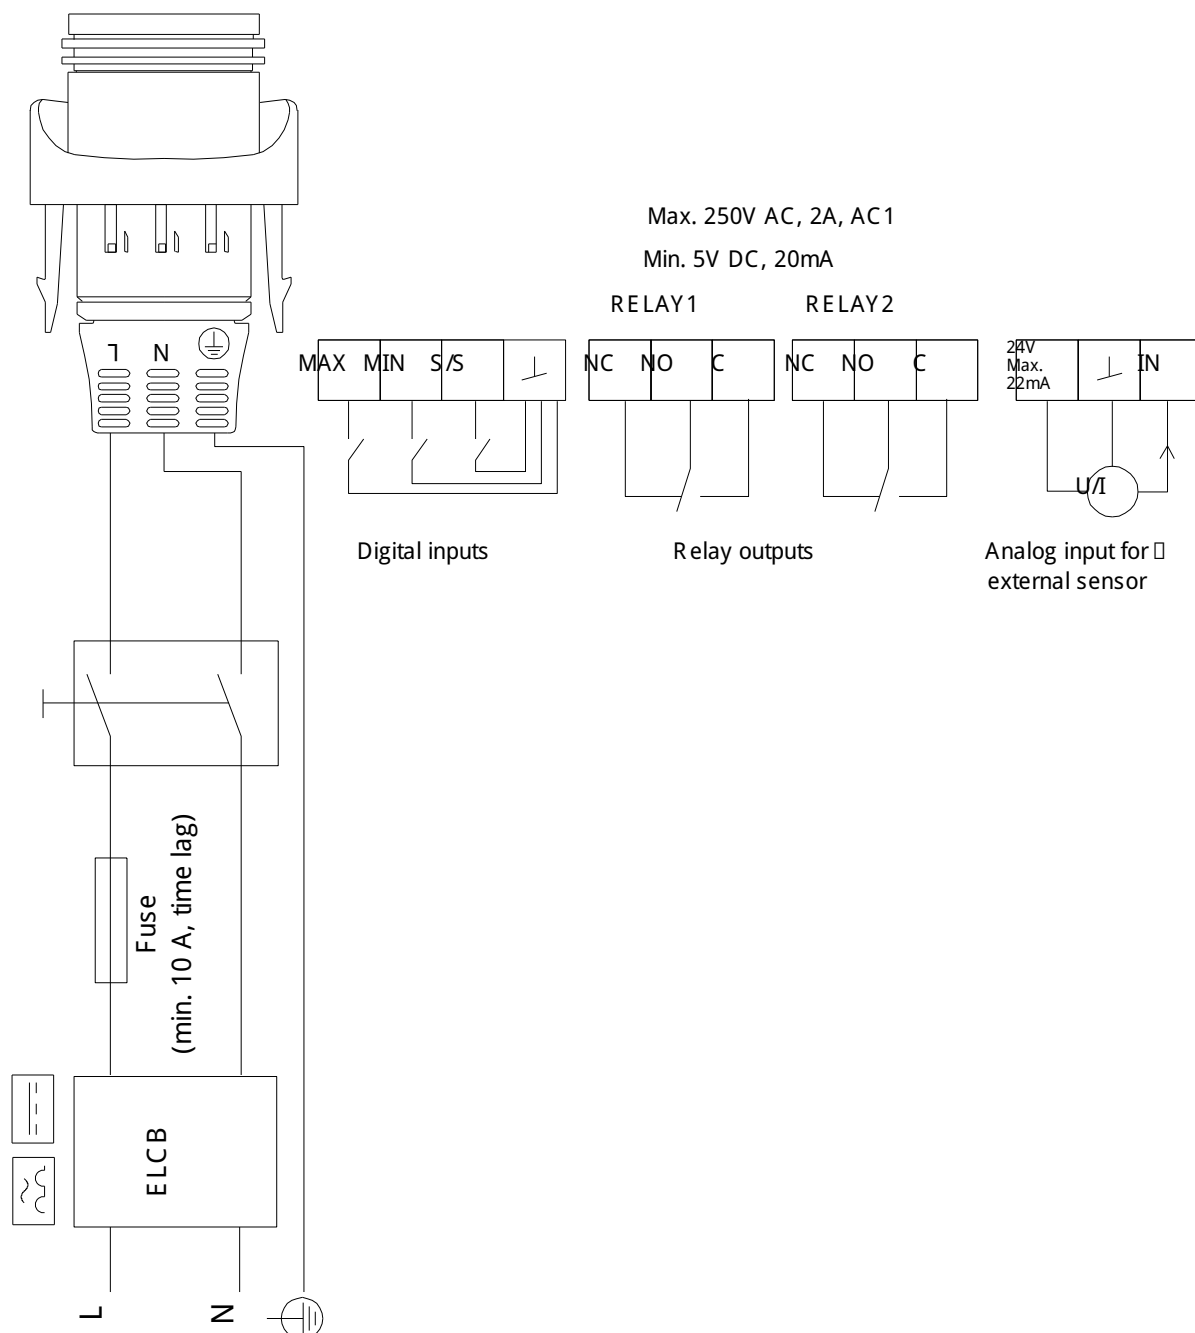 Max. 250V AC, 2A, AC1
Min. 5V DC, 20mA
RELAY1 RELAY2
L N
MAX MIN S/S NC NO C NC NO C 24V Max. 22mA IN
U/I
Digital inputs
Relay outputs
Analog input for
external sensor
Fuse
(min. 10 A, time lag)
ELCB
L N